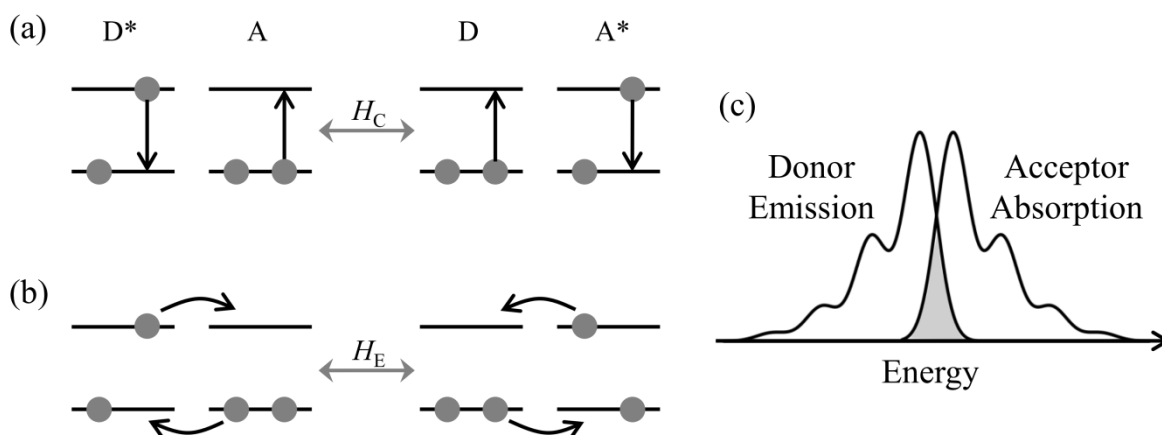 (a)
D* A D A*
H_C
(b)
H_E
(c)
Donor
Emission
Acceptor
Absorption
Energy